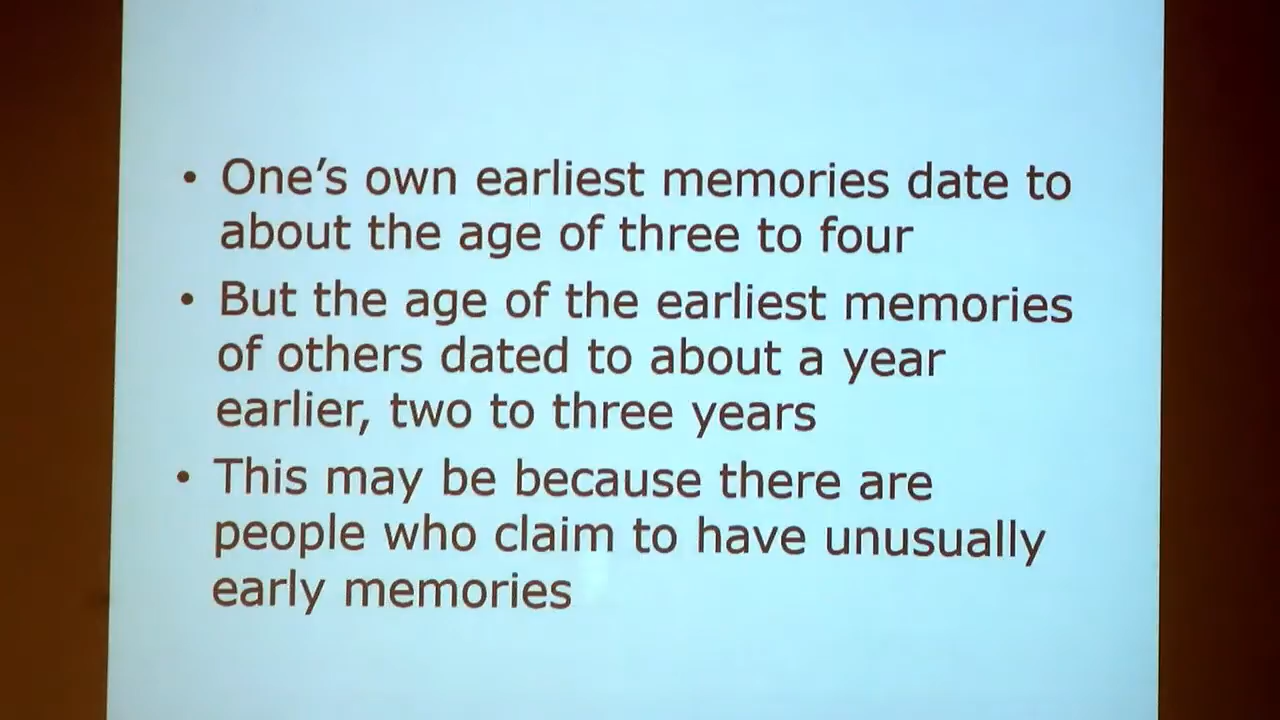 • One’s own earliest memories date to
about the age of three to four
• But the age of the earliest memories
of others dated to about a year
earlier, two to three years
• This may be because there are
people who claim to have unusually
early memories